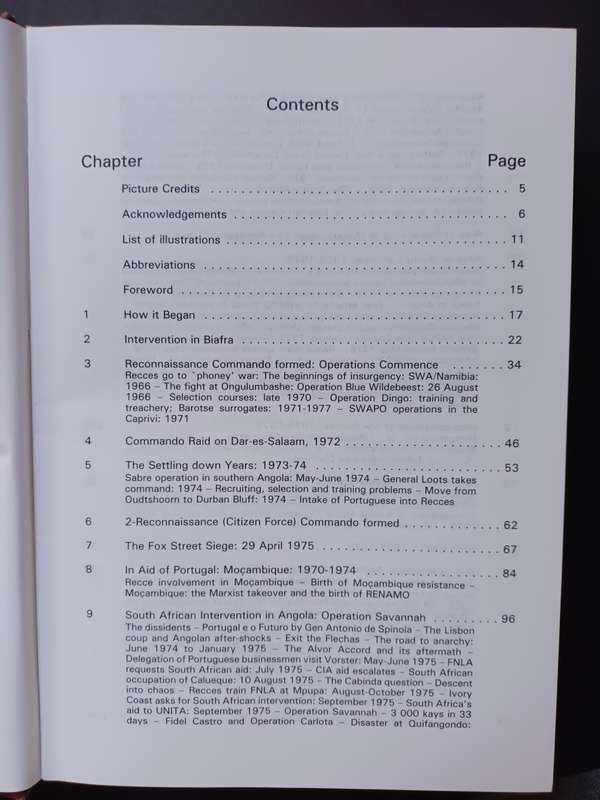 Contents
Chapter Page
Picture Credits . . . . . . . . . . . . . . . . . . . . . . . . . . . . . . . . . . . . . . . 5
Acknowledgements . . . . . . . . . . . . . . . . . . . . . . . . . . . . . . . . . . . 6
List of illustrations . . . . . . . . . . . . . . . . . . . . . . . . . . . . . . . . . . . . 11
Abbreviations . . . . . . . . . . . . . . . . . . . . . . . . . . . . . . . . . . . . . . . 14
Foreword . . . . . . . . . . . . . . . . . . . . . . . . . . . . . . . . . . . . . . . . . . 15
1 How it Began . . . . . . . . . . . . . . . . . . . . . . . . . . . . . . . . . . . . . . . 17
2 Intervention in Biafra . . . . . . . . . . . . . . . . . . . . . . . . . . . . . . . . . . 22
3 Reconnaissance Commando formed: Operations Commence . . . . . . . 34
Recces go to `phoney' war: The beginnings of insurgency: SWA/Namibia:
1966 – The fight at Ongulumbashe: Operation Blue Wildebeest: 26 August
1966 – Selection courses: late 1970 – Operation Dingo: training and
treachery; Barotse surrogates: 1971-1977 – SWAPO operations in the
Caprivi: 1971
4 Commando Raid on Dar-es-Salaam, 1972 . . . . . . . . . . . . . . . . . . . . 46
5 The Settling down Years: 1973-74 . . . . . . . . . . . . . . . . . . . . . . . . 53
Sabre operation in southern Angola: May-June 1974 – General Loots takes
command: 1974 – Recruiting, selection and training problems – Move from
Oudtshoorn to Durban Bluff: 1974 – Intake of Portuguese into Recces
6 2-Reconnaissance (Citizen Force) Commando formed . . . . . . . . . . . . 62
7 The Fox Street Siege: 29 April 1975 . . . . . . . . . . . . . . . . . . . . . . . 67
8 In Aid of Portugal: Moçambique: 1970-1974 . . . . . . . . . . . . . . . . . 84
Recce involvement in Moçambique – Birth of Moçambique resistance –
Moçambique: the Marxist takeover and the birth of RENAMO
9 South African Intervention in Angola: Operation Savannah . . . . . . . . . 96
The dissidents – Portugal e o Futuro by Gen Antonio de Spinola – The Lisbon
coup and Angolan after-shocks – Exit the Flechas – The road to anarchy:
June 1974 to January 1975 – The Alvor Accord and its aftermath –
Delegation of Portuguese businessmen visit Vorster: May-June 1975 – FNLA
requests South African aid: July 1975 – CIA aid escalates – South African
occupation of Calueque: 10 August 1975 – The Cabinda question – Descent
into chaos – Recces train FNLA at Mpupa: August-October 1975 – Ivory
Coast asks for South African intervention: September 1975 – South Africa's
aid to UNITA: September 1975 – Operation Savannah – 3 000 kays in 33
days – Fidel Castro and Operation Carlota – Disaster at Quifangondo: